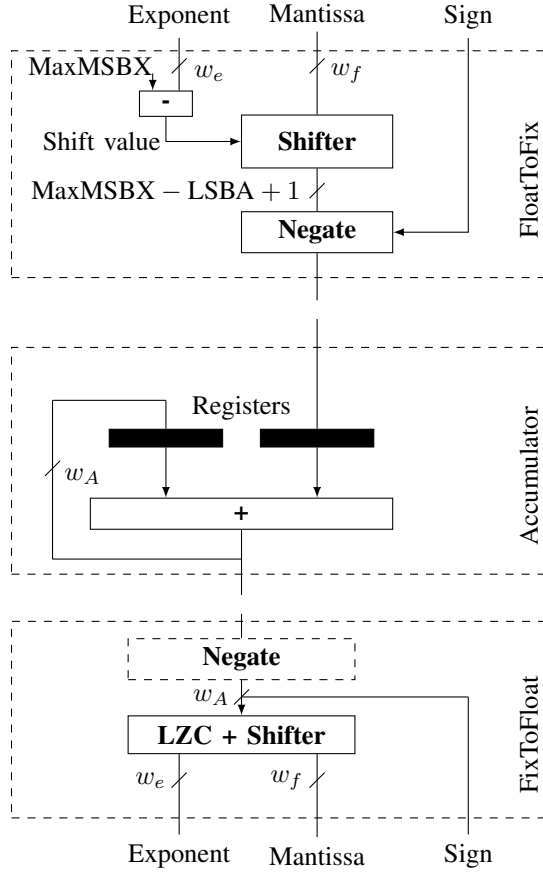 Exponent Mantissa Sign
MaxMSBX
w_e w_f
-
Shift value
Shifter
MaxMSBX − LSBA + 1
Negate
FloatToFix
Registers
w_A
+
Accumulator
Negate
w_A
LZC + Shifter
w_e w_f
FixToFloat
Exponent Mantissa Sign